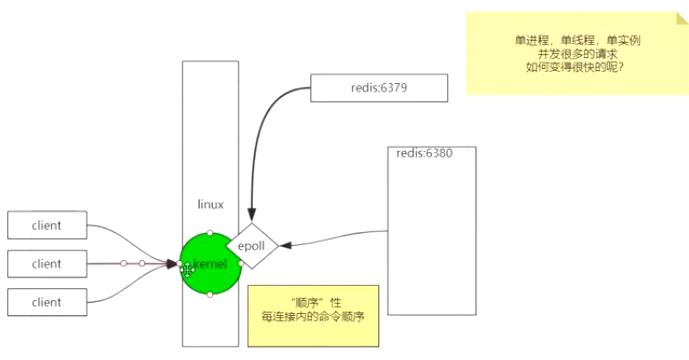 单进程，单线程，单实例
并发很多的请求
如何变得很快的呢？
redis:6379
redis:6380
linux
client
epoll
client
kernel
client
“顺序”性
每连接内的命令顺序